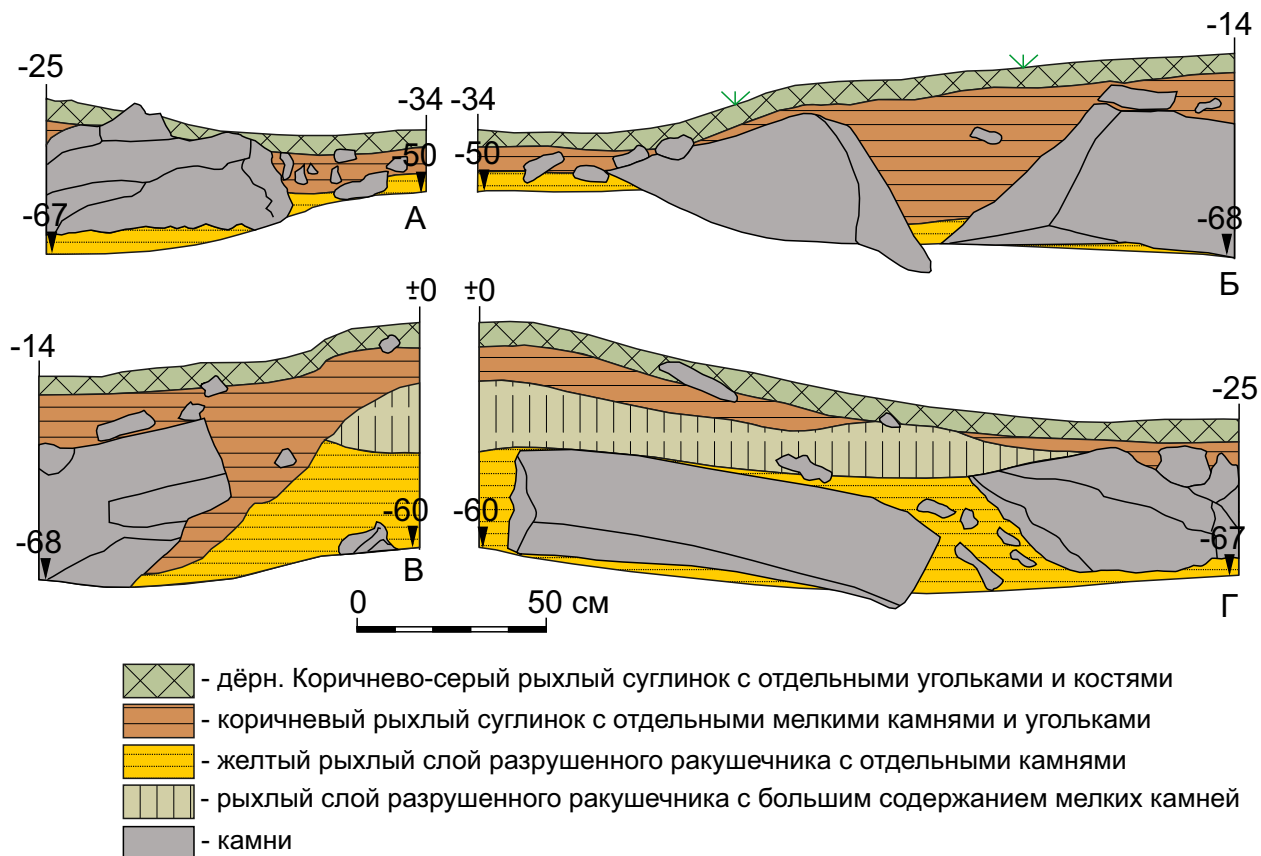 -25
-34 -34
-14
-50 -50
-67
-68
А
Б
±0 ±0
-14
-25
-60 -60
-68
-67
В
Г
0 50 см
- дёрн. Коричнево-серый рыхлый суглинок с отдельными угольками и костями
- коричневый рыхлый суглинок с отдельными мелкими камнями и угольками
- желтый рыхлый слой разрушенного ракушечника с отдельными камнями
- рыхлый слой разрушенного ракушечника с большим содержанием мелких камней
- камни